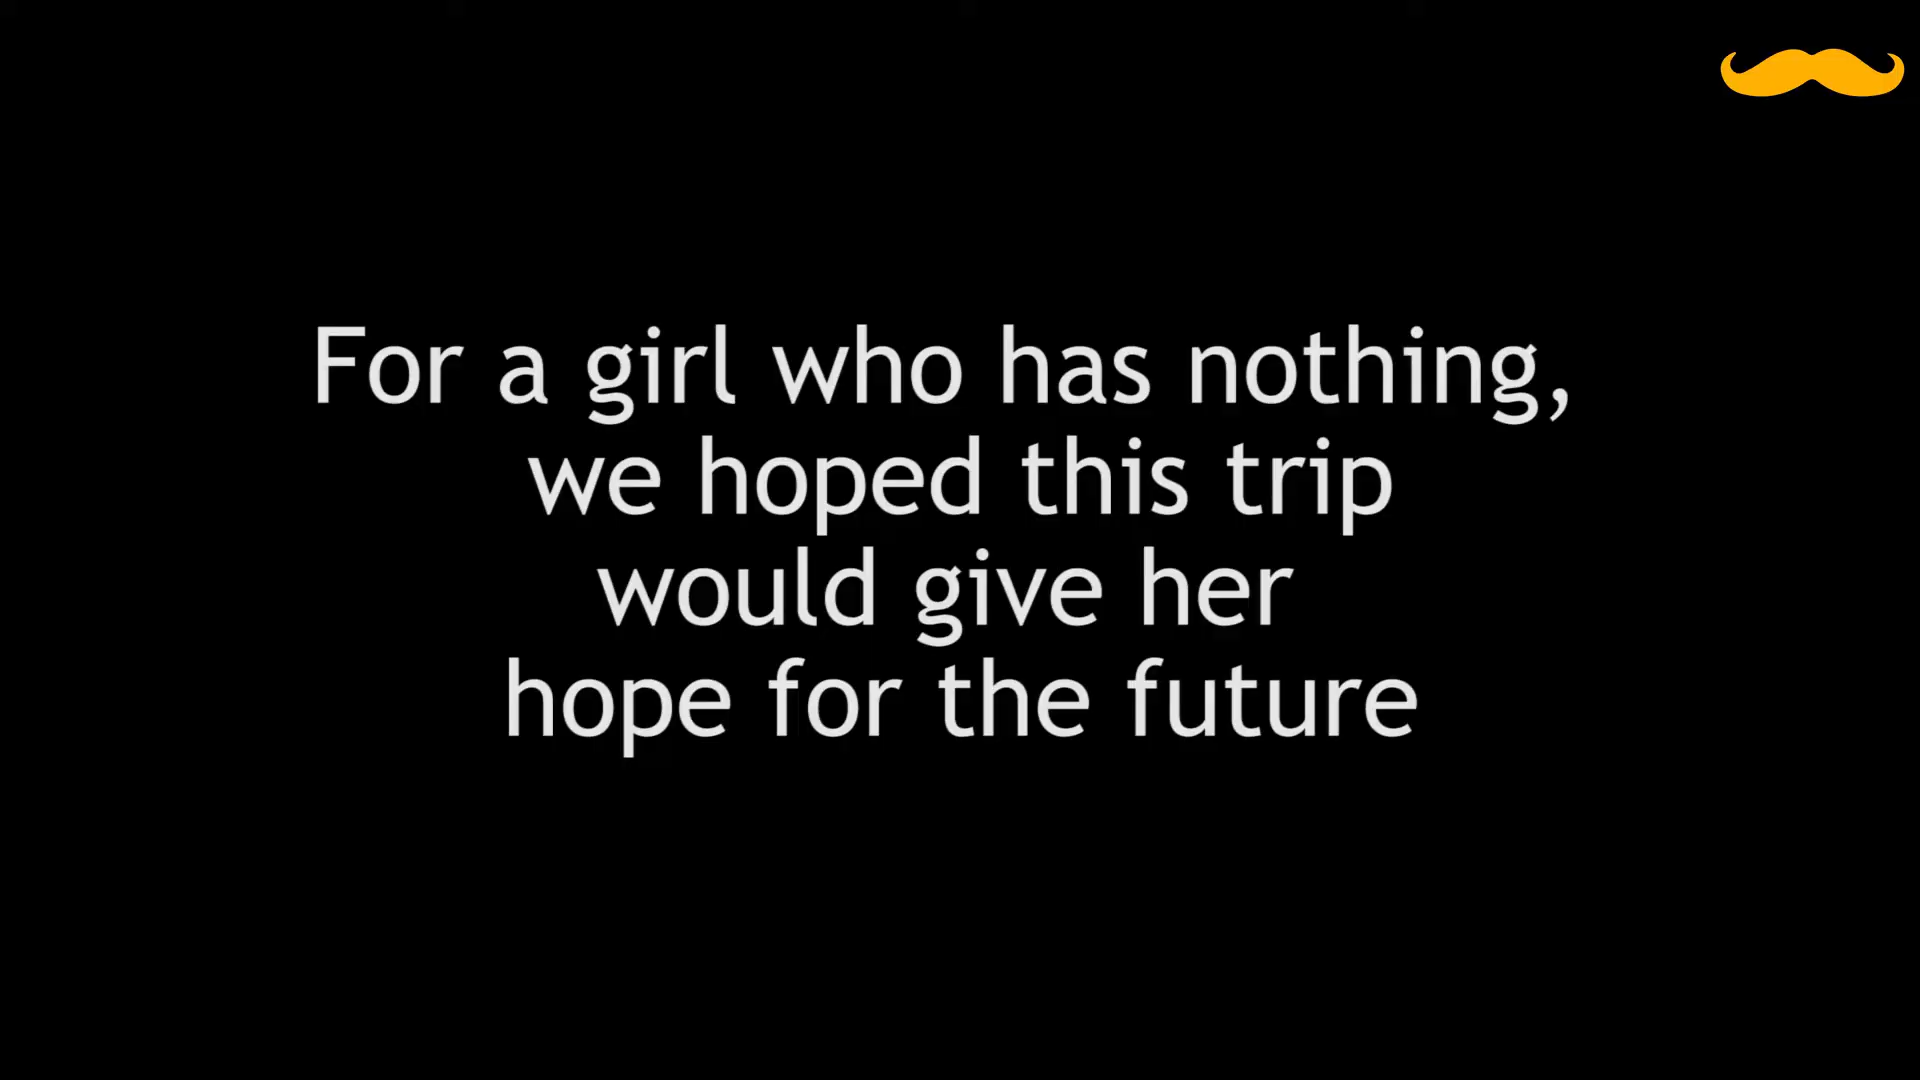 For a girl who has nothing,
we hoped this trip
would give her
hope for the future